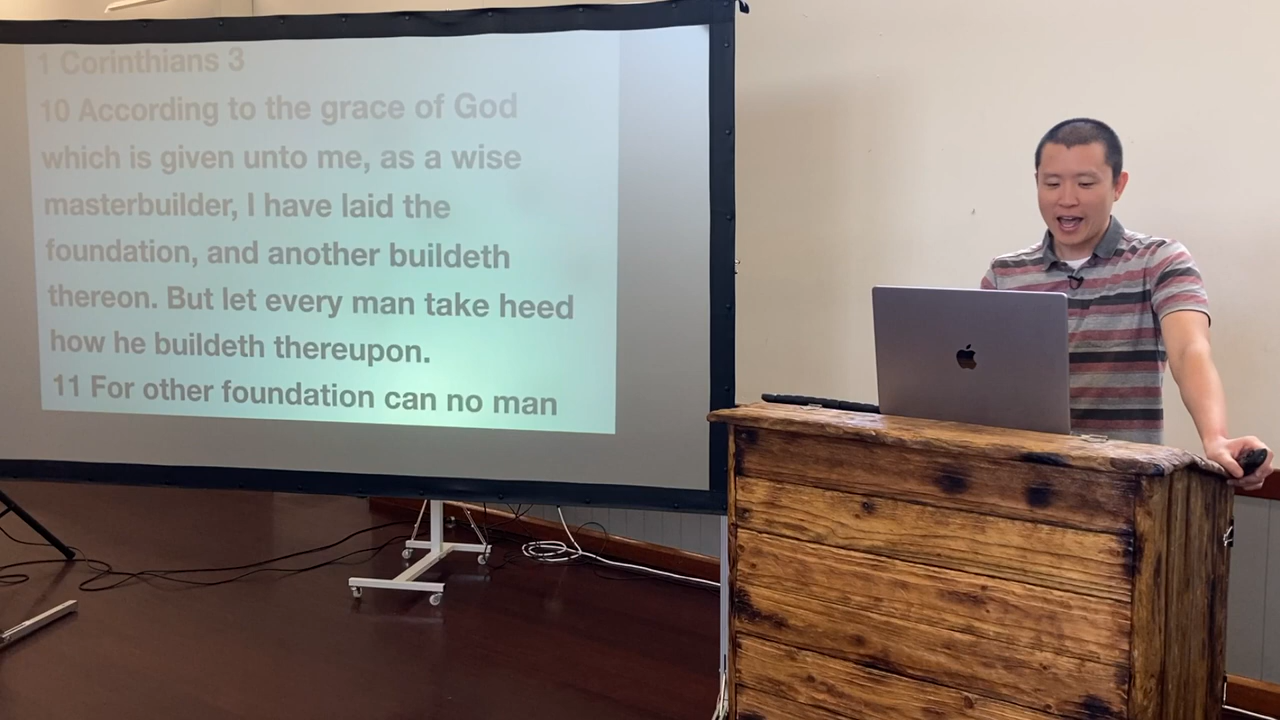 1 Corinthians 3
10 According to the grace of God
which is given unto me, as a wise
masterbuilder, I have laid the
foundation, and another buildeth
thereon. But let every man take heed
how he buildeth thereupon.
11 For other foundation can no man